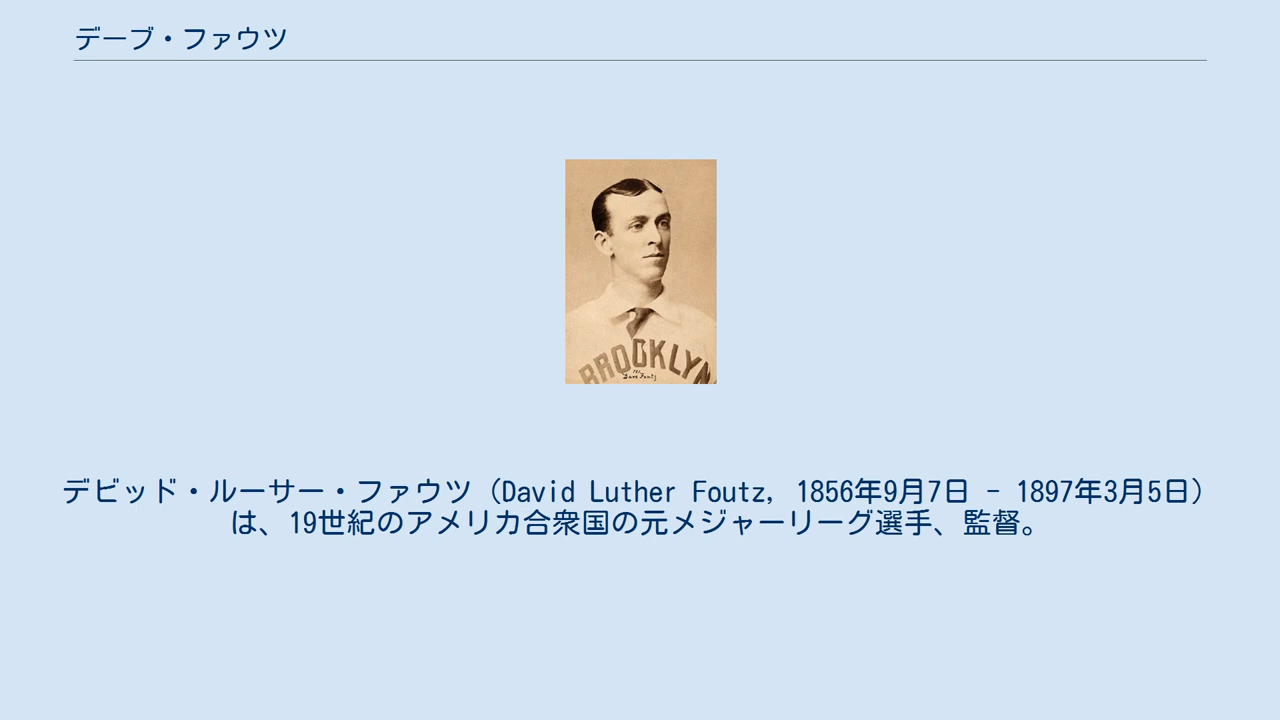 デーブ・ファウツ
BROOKLYN
Dave Foutz
デビッド・ルーサー・ファウツ（David Luther Foutz, 1856年9月7日 - 1897年3月5日）
は、19世紀のアメリカ合衆国の元メジャーリーグ選手、監督。